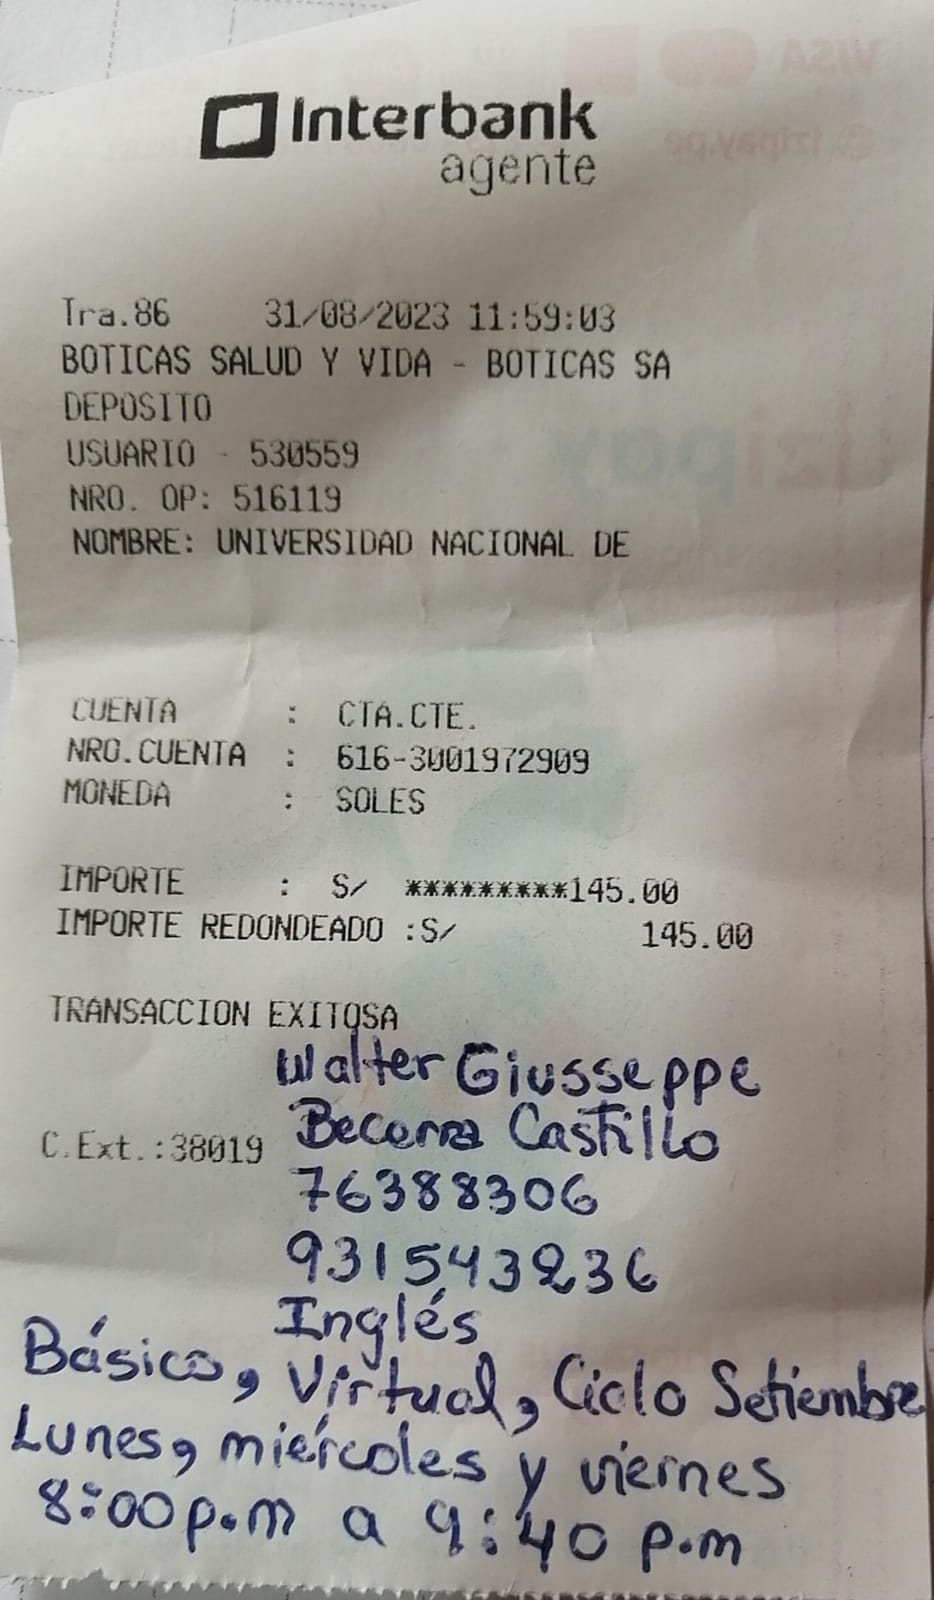 Interbank
agente
Tra.86 31/08/2023 11:59:03
BOTICAS SALUD Y VIDA - BOTICAS SA
DEPOSITO
USUARIO - 530559
NRO. OP: 516119
NOMBRE: UNIVERSIDAD NACIONAL DE
CUENTA : CTA.CTE.
NRO.CUENTA : 616-3001972909
MONEDA : SOLES
IMPORTE : S/ *********145.00
IMPORTE REDONDEADO :S/ 145.00
TRANSACCION EXITOSA
Walter Giusseppe
Becerra Castillo
C.Ext.:38019
76388306
931543236
Inglés
Básico, Virtual, Ciclo Setiembre
Lunes, miércoles y viernes
8:00 p.m a 9:40 p.m